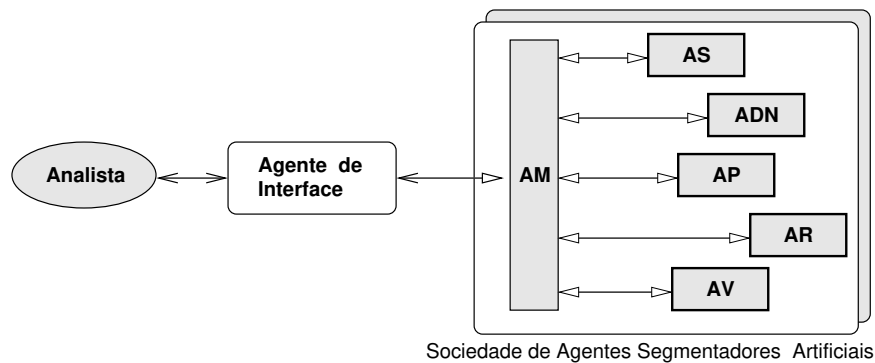 Analista
Agente de
Interface
AM
AS
ADN
AP
AR
AV
Sociedade de Agentes Segmentadores Artificiais